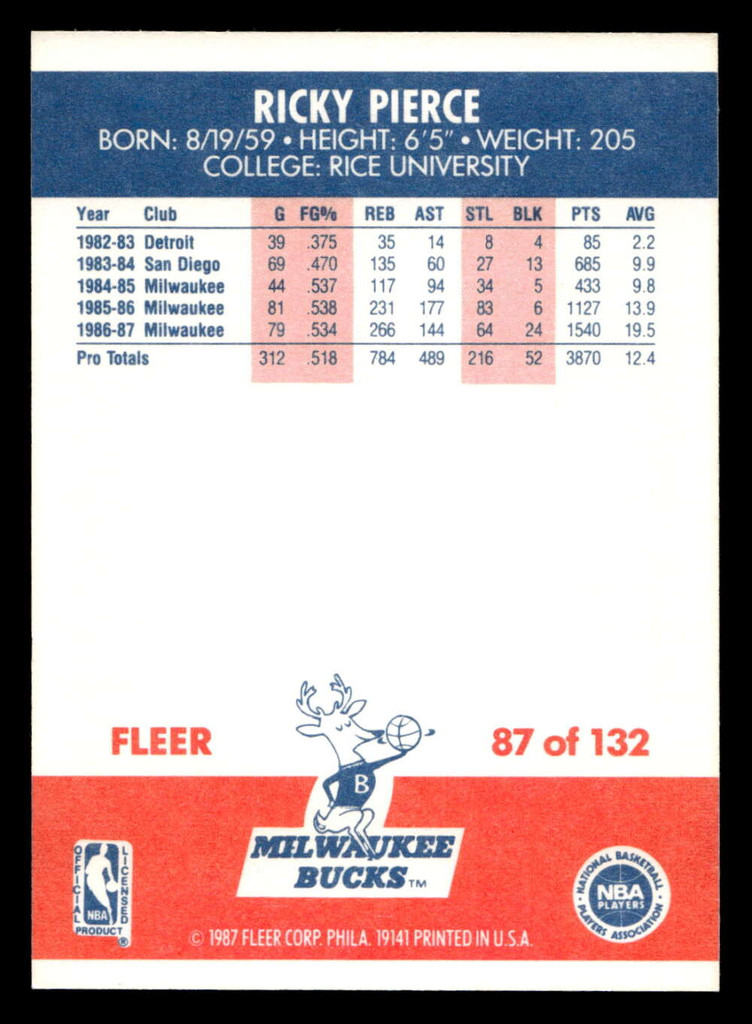 RICKY PIERCE
BORN: 8/19/59 • HEIGHT: 6'5" • WEIGHT: 205
COLLEGE: RICE UNIVERSITY
Year Club G FG% REB AST STL BLK PTS AVG
1982-83 Detroit 39 .375 35 14 8 4 85 2.2
1983-84 San Diego 69 .470 135 60 27 13 685 9.9
1984-85 Milwaukee 44 .537 117 94 34 5 433 9.8
1985-86 Milwaukee 81 .538 231 177 83 6 1127 13.9
1986-87 Milwaukee 79 .534 266 144 64 24 1540 19.5
Pro Totals 312 .518 784 489 216 52 3870 12.4
FLEER
87 of 132
B
MILWAUKEE
BUCKS™
OFFICIAL LICENSED
NBA
PRODUCT ®
• NATIONAL BASKETBALL •
NBA
PLAYERS
PLAYERS ASSOCIATION
© 1987 FLEER CORP. PHILA. 19141 PRINTED IN U.S.A.